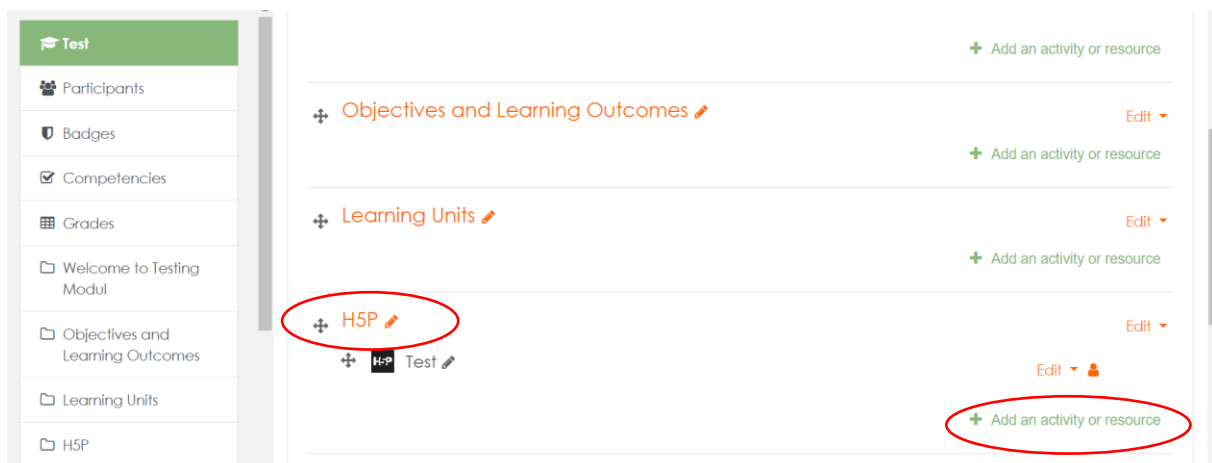 Test
Participants
Badges
Competencies
Grades
Welcome to Testing
Modul
Objectives and
Learning Outcomes
Learning Units
H5P
+ Add an activity or resource
Objectives and Learning Outcomes
Edit
+ Add an activity or resource
Learning Units
Edit
+ Add an activity or resource
H5P
Edit
H-P Test
Edit
+ Add an activity or resource